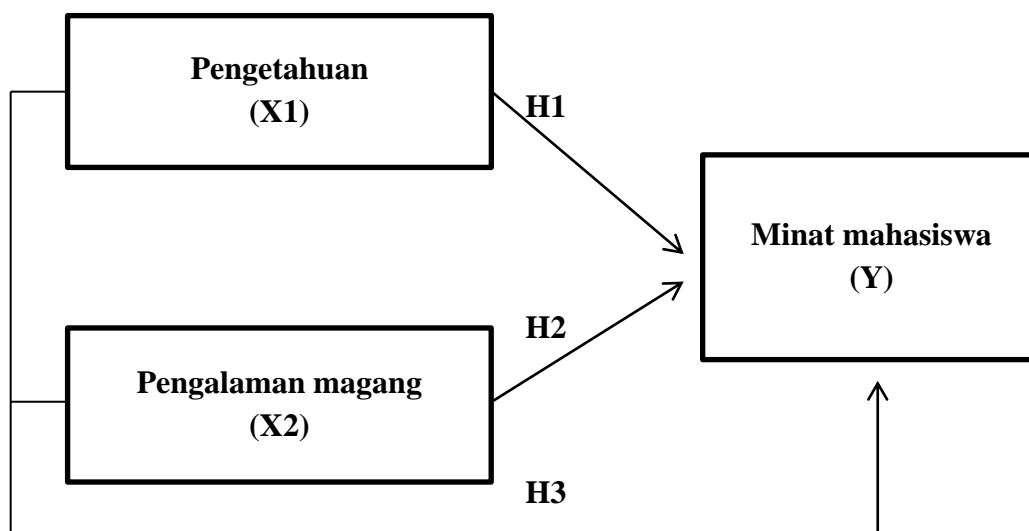 Pengetahuan
(X1)
H1
Minat mahasiswa
(Y)
H2
Pengalaman magang
(X2)
H3